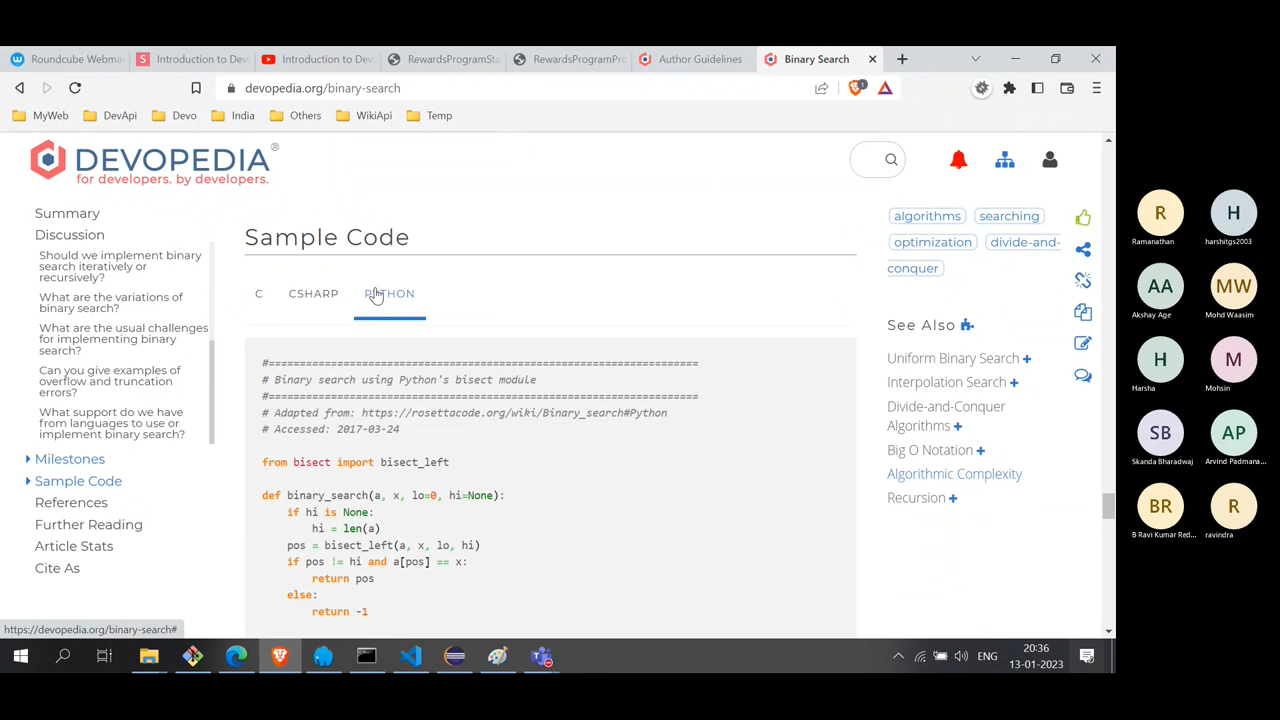 Roundcube Webma
Introduction to Dev
Introduction to Dev
RewardsProgramSta
RewardsProgramPro
Author Guidelines
Binary Search
devopedia.org/binary-search
1
MyWeb
DevApi
Devo
India
Others
WikiApi
Temp
DEVOPEDIA®
for developers. by developers.
Summary
Discussion
Should we implement binary
search iteratively or
recursively?
What are the variations of
binary search?
What are the usual challenges
for implementing binary
search?
Can you give examples of
overflow and truncation
errors?
What support do we have
from languages to use or
implement binary search?
Milestones
Sample Code
References
Further Reading
Article Stats
Cite As
https://devopedia.org/binary-search#
Sample Code
C
CSHARP
PYTHON
#======================================================================
# Binary search using Python's bisect module
#======================================================================
# Adapted from: https://rosettacode.org/wiki/Binary_search#Python
# Accessed: 2017-03-24
from bisect import bisect_left
def binary_search(a, x, lo=0, hi=None):
if hi is None:
hi = len(a)
pos = bisect_left(a, x, lo, hi)
if pos != hi and a[pos] == x:
return pos
else:
return -1
algorithms
searching
optimization
divide-and-
conquer
See Also
Uniform Binary Search +
Interpolation Search +
Divide-and-Conquer
Algorithms +
Big O Notation +
Algorithmic Complexity
Recursion +
ENG
20:36
13-01-2023
R
Ramanathan
H
harshitgs2003
AA
Akshay Age
MW
Mohd Waasim
H
Harsha
M
Mohsin
SB
Skanda Bharadwaj
AP
Arvind Padmana...
BR
B Ravi Kumar Red...
R
ravindra